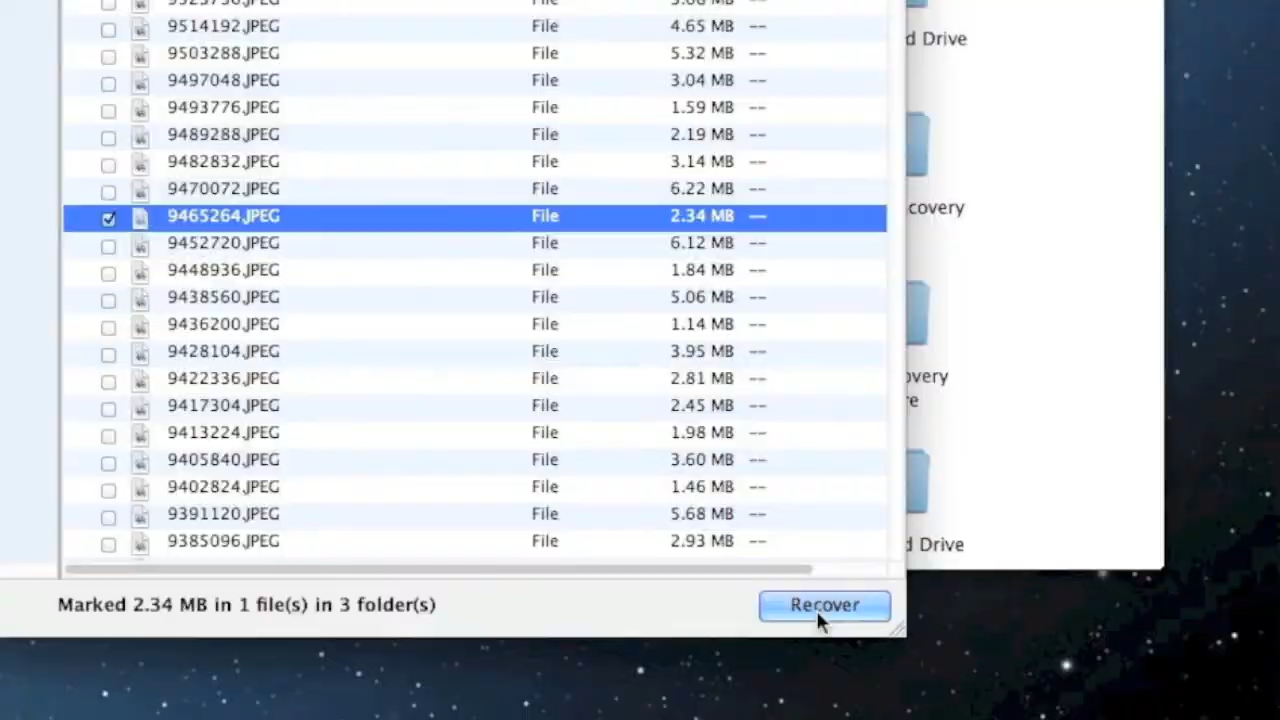 9514192.JPEG File 4.65 MB --
9503288.JPEG File 5.32 MB --
9497048.JPEG File 3.04 MB --
9493776.JPEG File 1.59 MB --
9489288.JPEG File 2.19 MB --
9482832.JPEG File 3.14 MB --
9470072.JPEG File 6.22 MB --
9465264.JPEG File 2.34 MB --
9452720.JPEG File 6.12 MB --
9448936.JPEG File 1.84 MB --
9438560.JPEG File 5.06 MB --
9436200.JPEG File 1.14 MB --
9428104.JPEG File 3.95 MB --
9422336.JPEG File 2.81 MB --
9417304.JPEG File 2.45 MB --
9413224.JPEG File 1.98 MB --
9405840.JPEG File 3.60 MB --
9402824.JPEG File 1.46 MB --
9391120.JPEG File 5.68 MB --
9385096.JPEG File 2.93 MB --
Marked 2.34 MB in 1 file(s) in 3 folder(s)
Recover
d Drive
covery
overy
re
d Drive